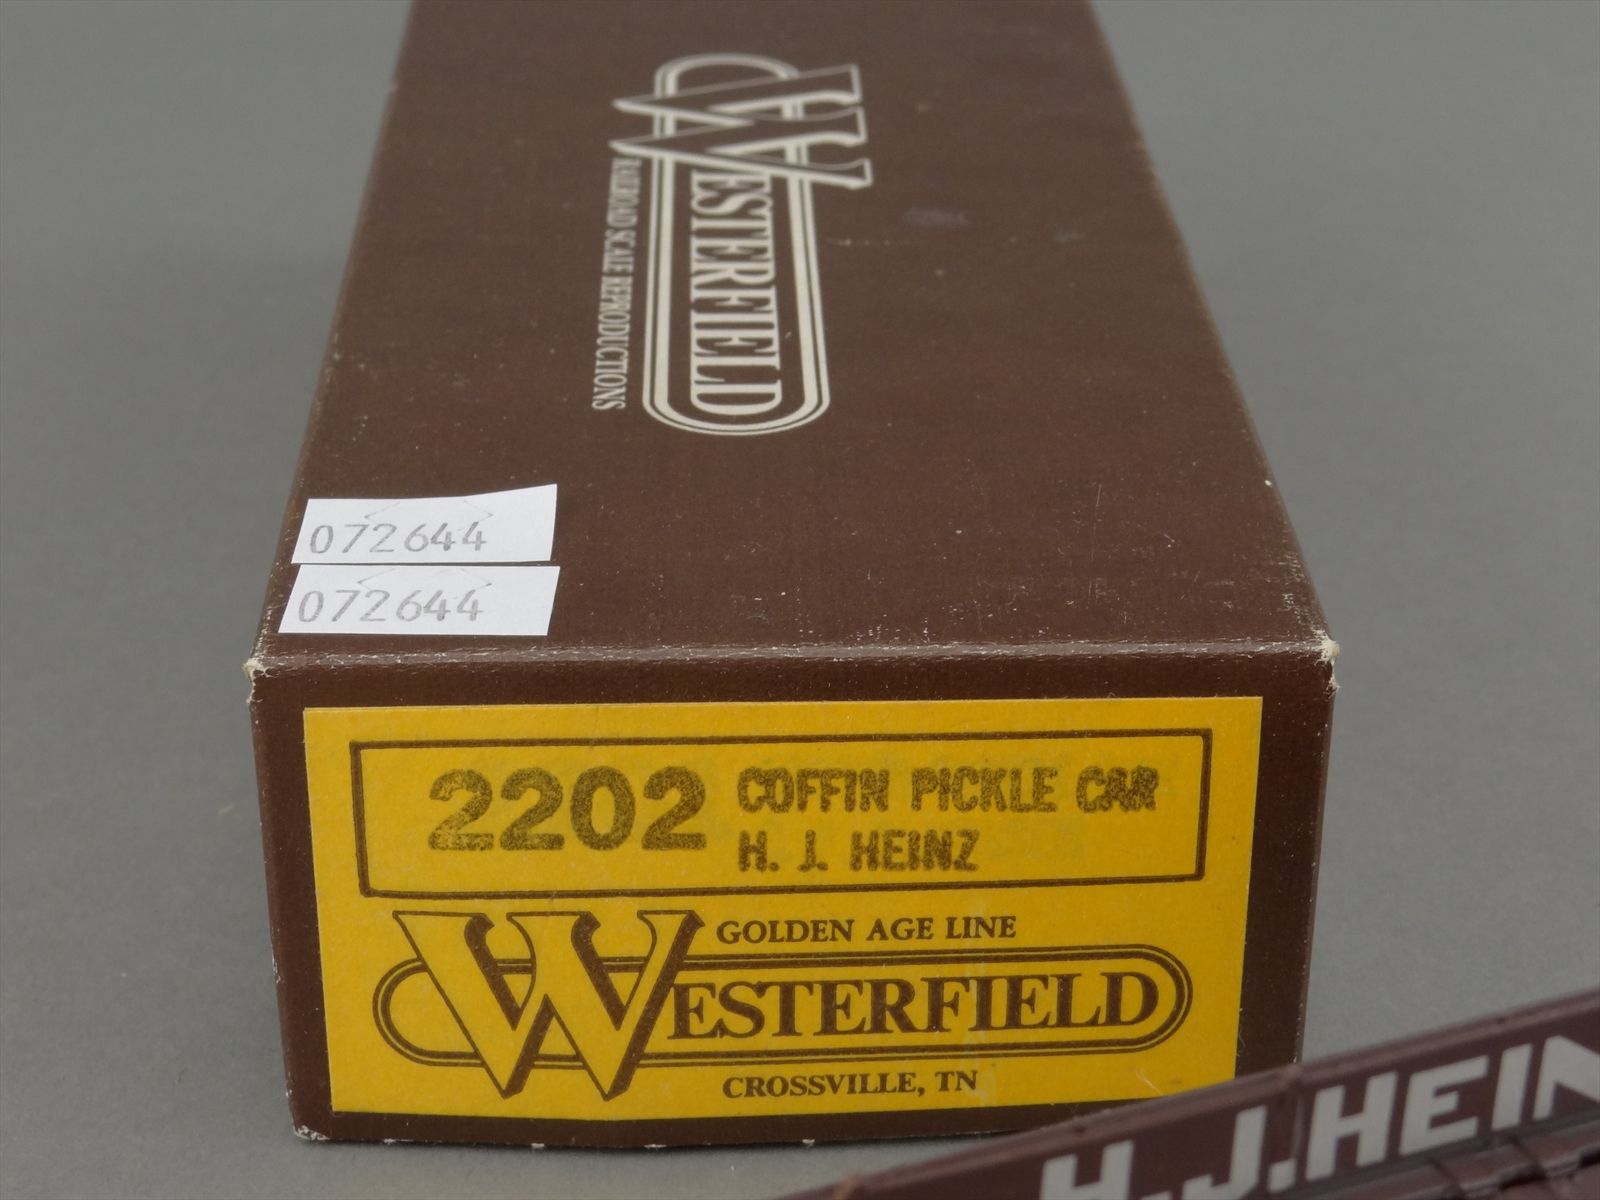 WESTERFIELD
RAILROAD SCALE REPRODUCTIONS
072644
072644
2202 COFFIN PICKLE CAR
H. J. HEINZ
GOLDEN AGE LINE
WESTERFIELD
CROSSVILLE, TN
H.J.HEIN